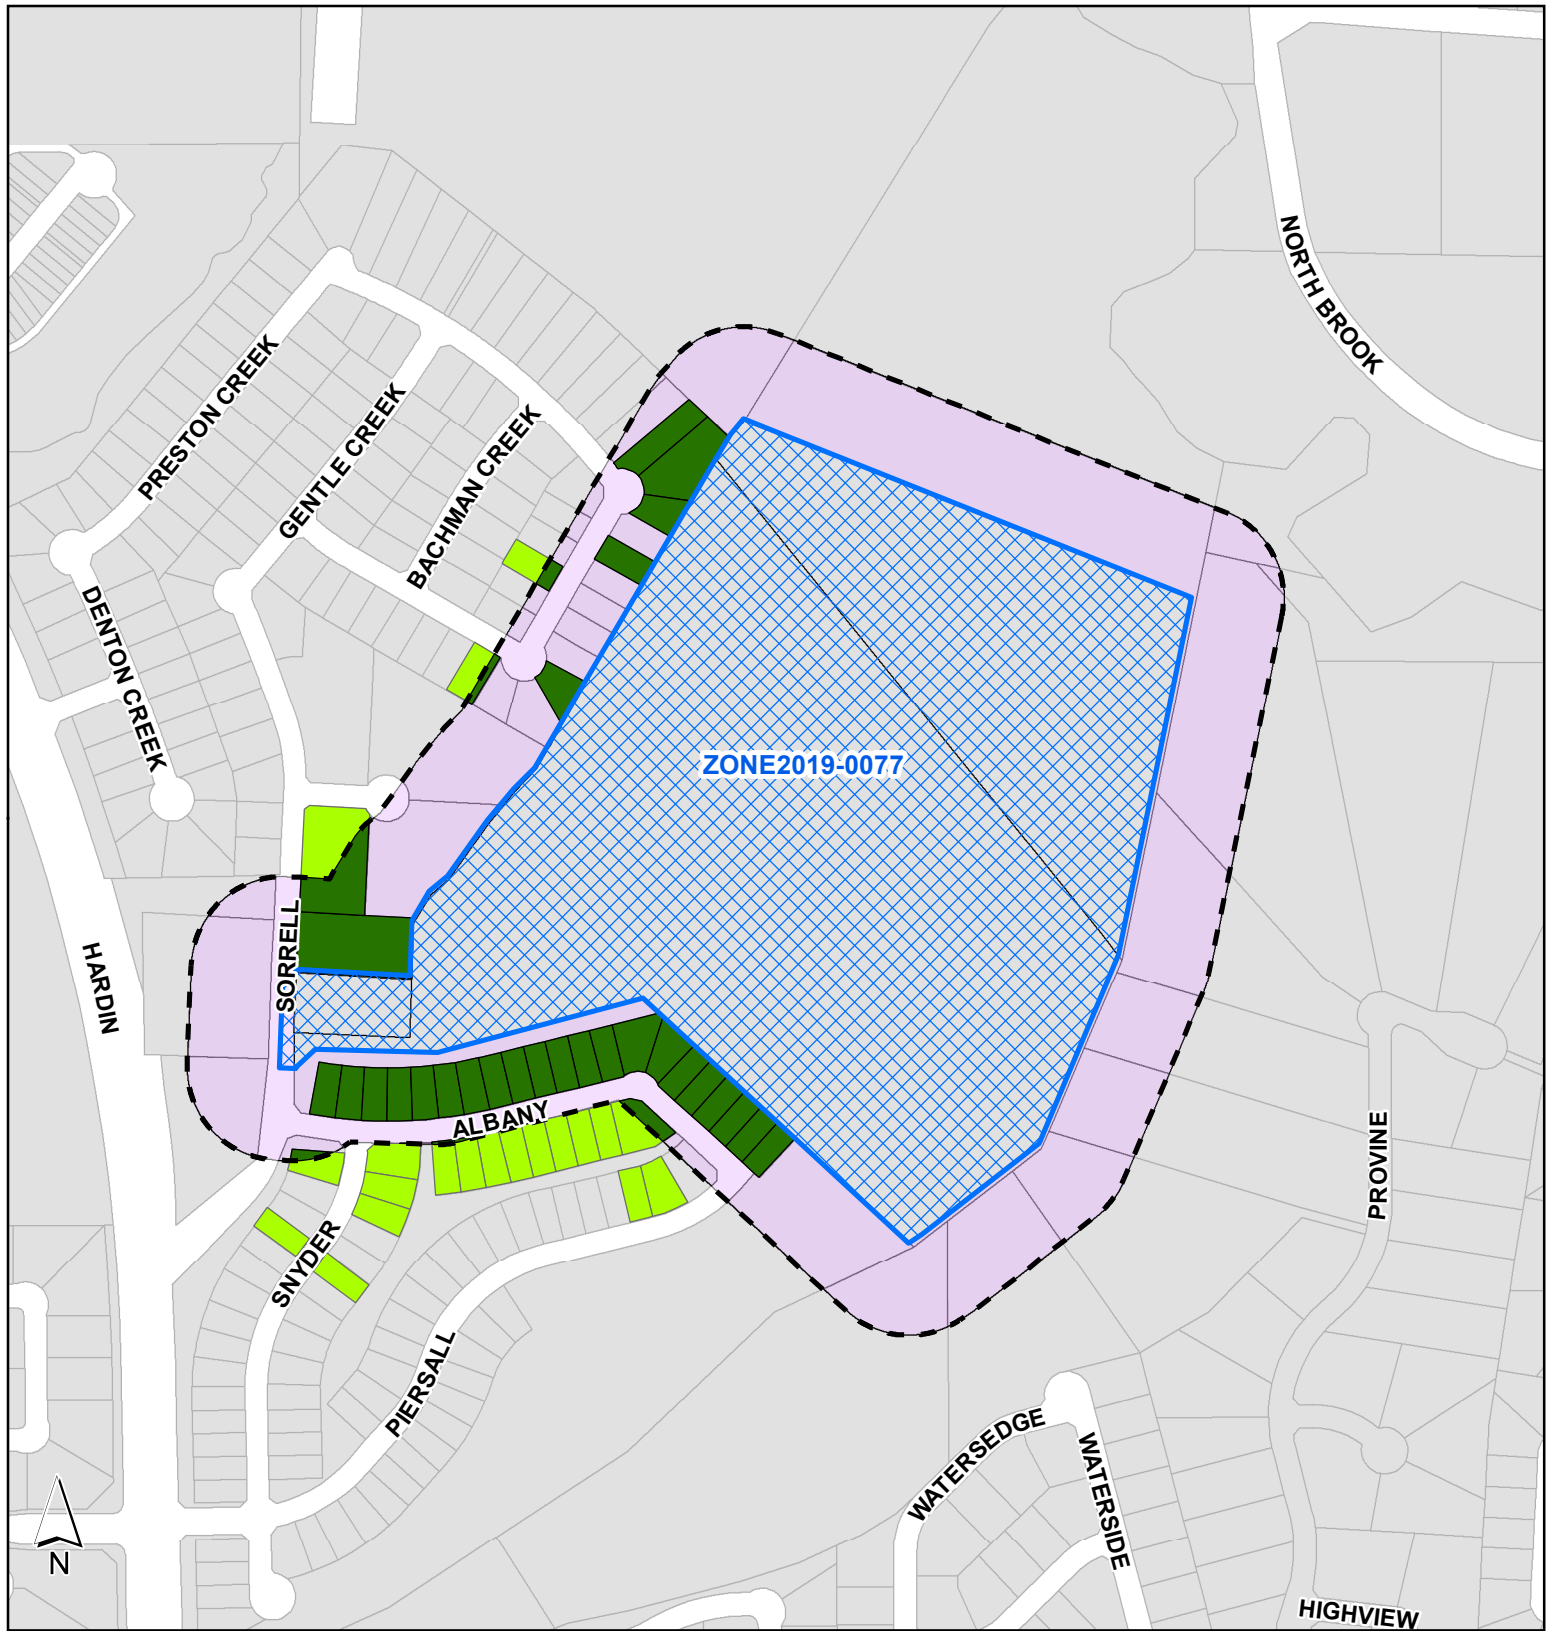 NORTH BROOK
PRESTON CREEK
GENTLE CREEK
BACHMAN CREEK
DENTON CREEK
ZONE2019-0077
SORRELL
HARDIN
ALBANY
PROVINE
SNYDER
PIERSALL
WATERSEDGE
WATERSIDE
N
HIGHVIEW